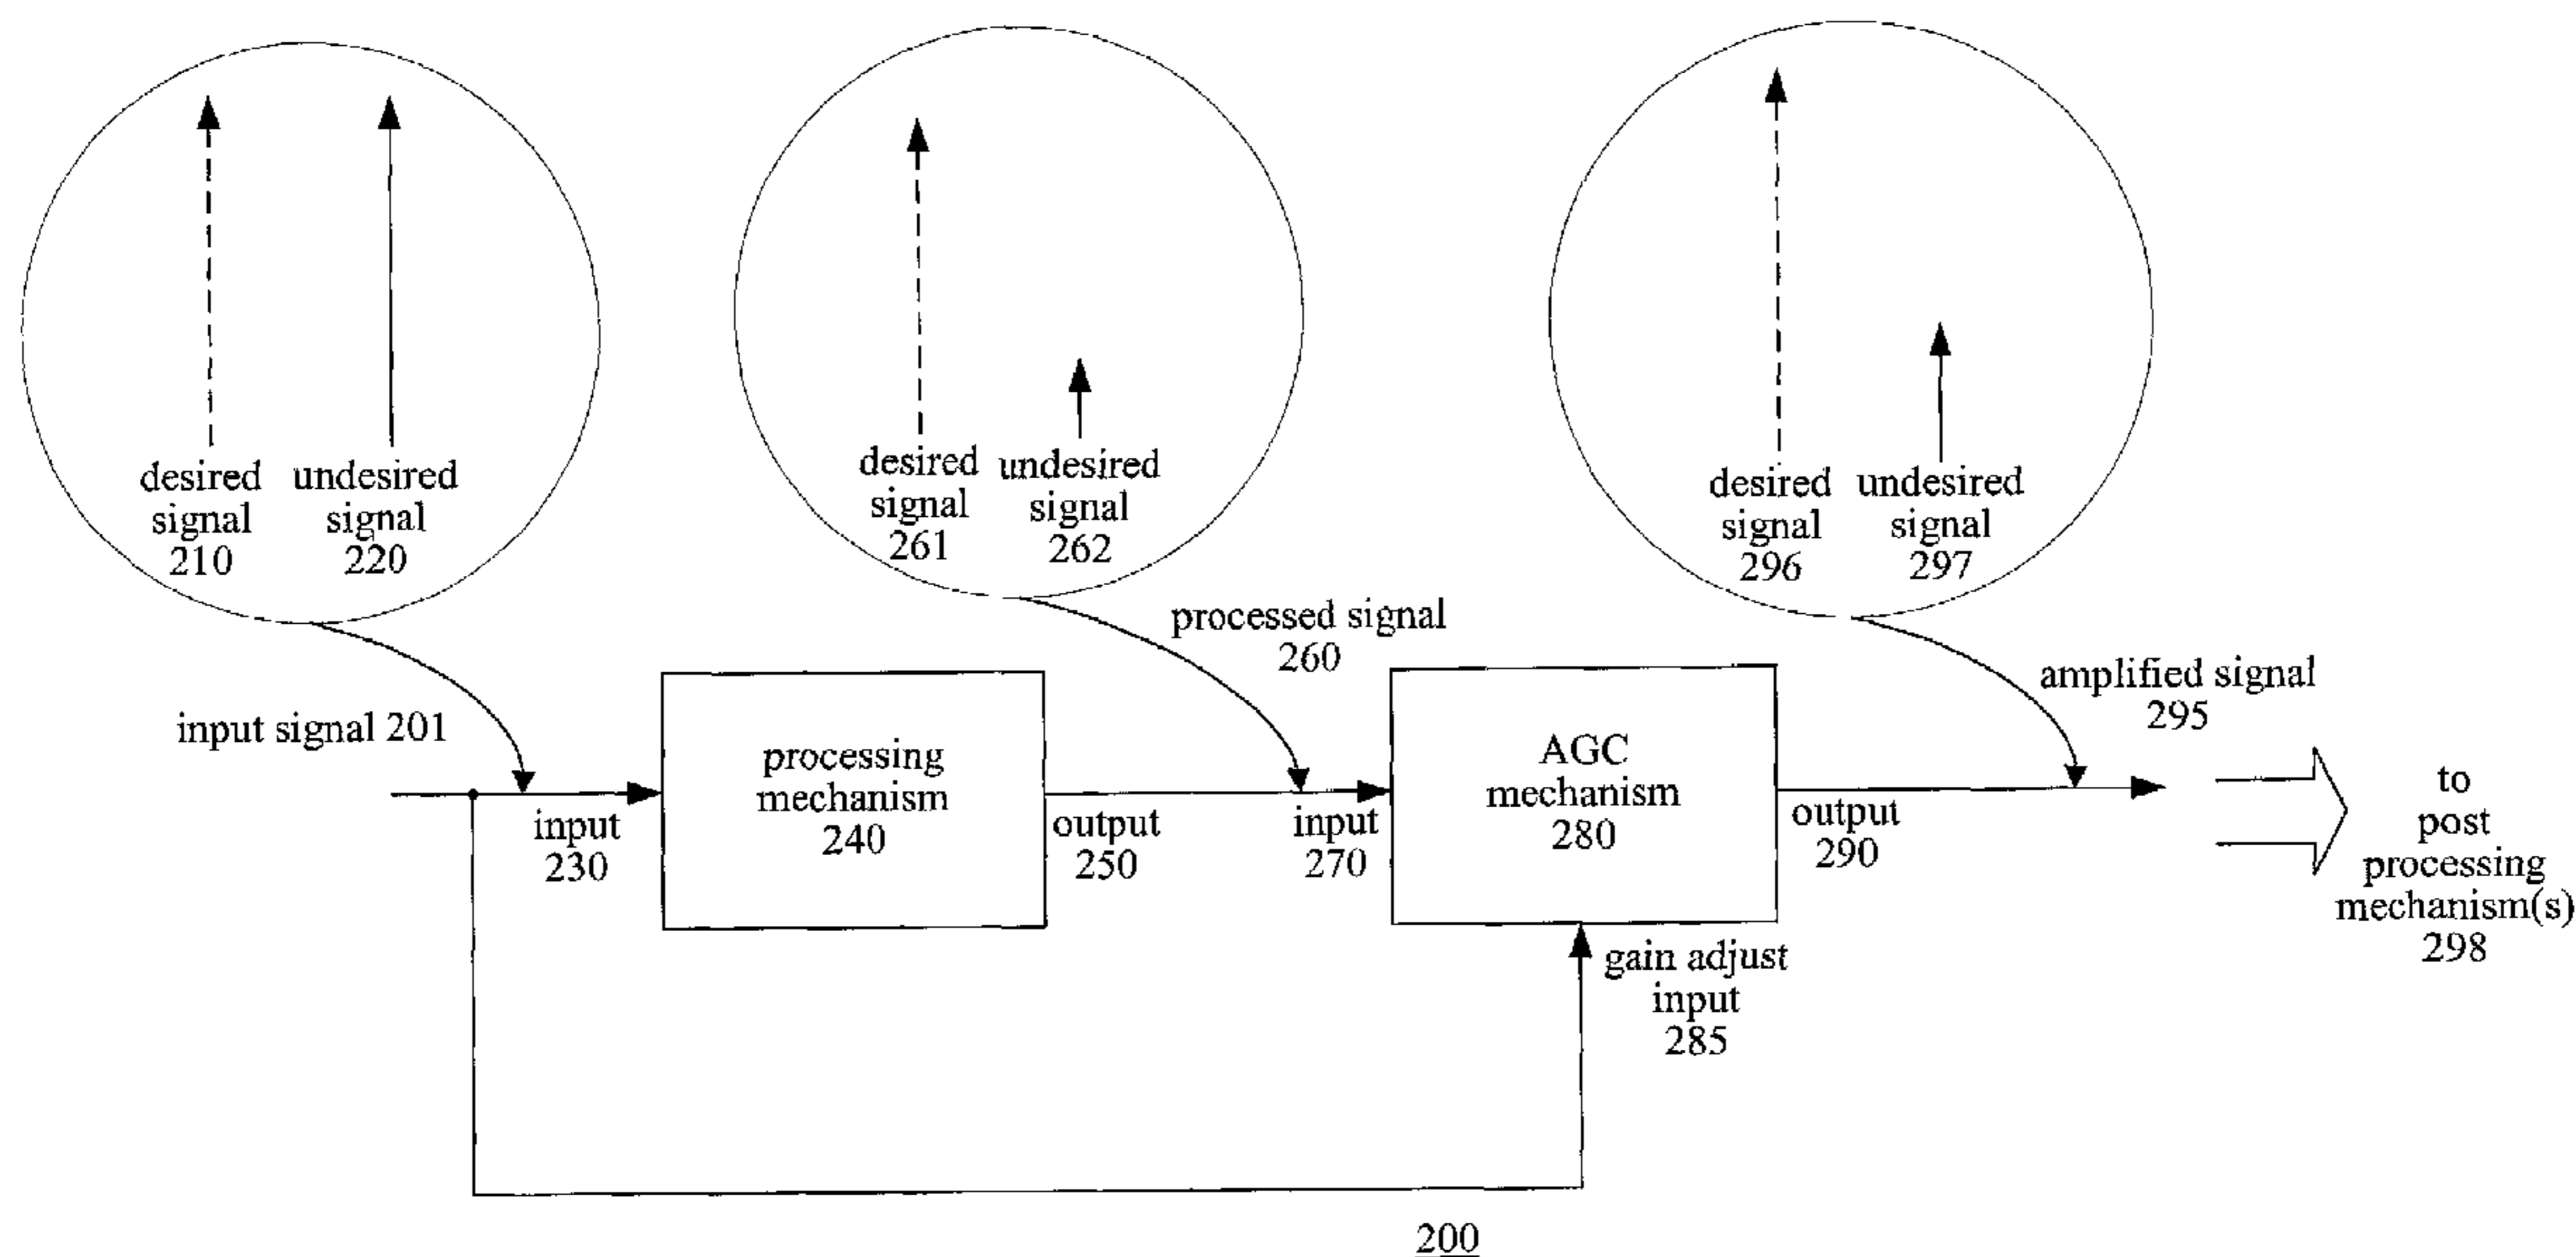 desired
signal
210
undesired
signal
220
desired
signal
261
undesired
signal
262
desired
signal
296
undesired
signal
297
input signal 201
processed signal
260
amplified signal
295
input
230
processing
mechanism
240
output
250
input
270
AGC
mechanism
280
output
290
gain adjust
input
285
to
post
processing
mechanism(s)
298
200